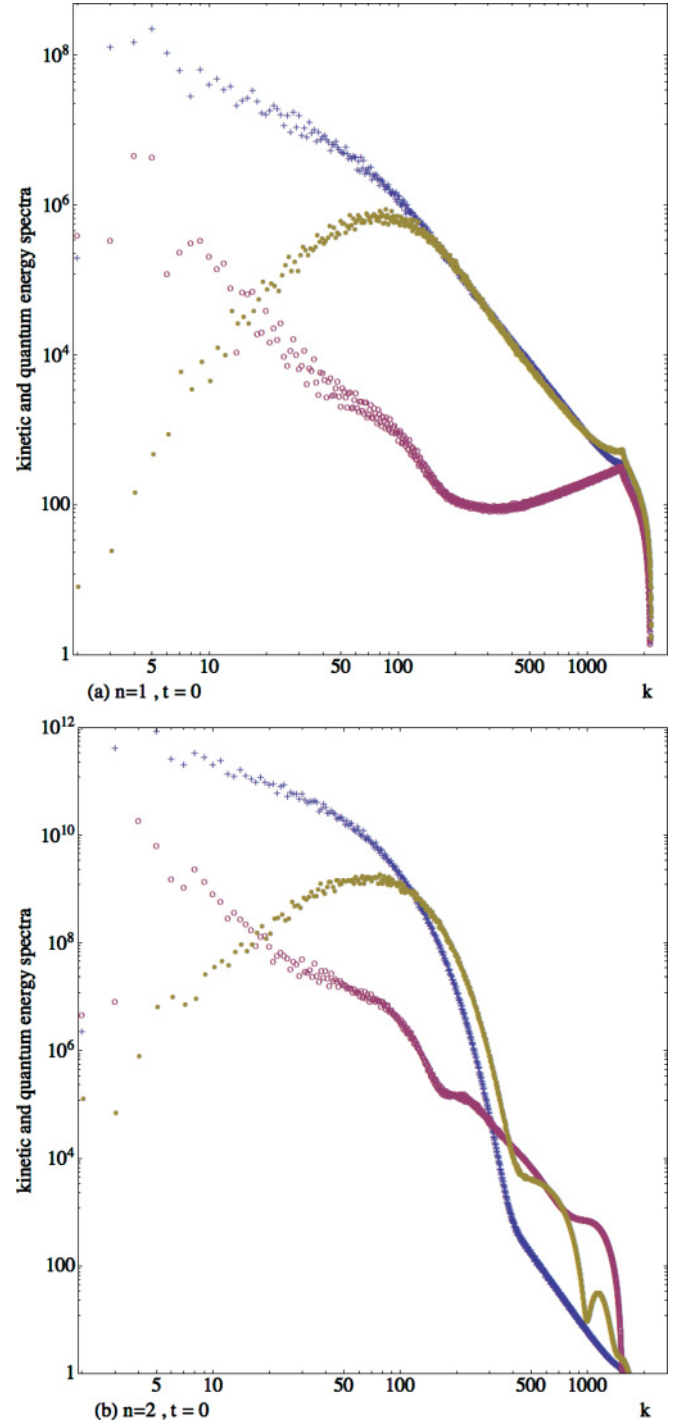 10^8
10^6
10^4
100
1
kinetic and quantum energy spectra
5 10 50 100 500 1000
(a) n=1 , t = 0 k
10^12
10^10
10^8
10^6
10^4
100
1
kinetic and quantum energy spectra
5 10 50 100 500 1000
(b) n=2 , t = 0 k